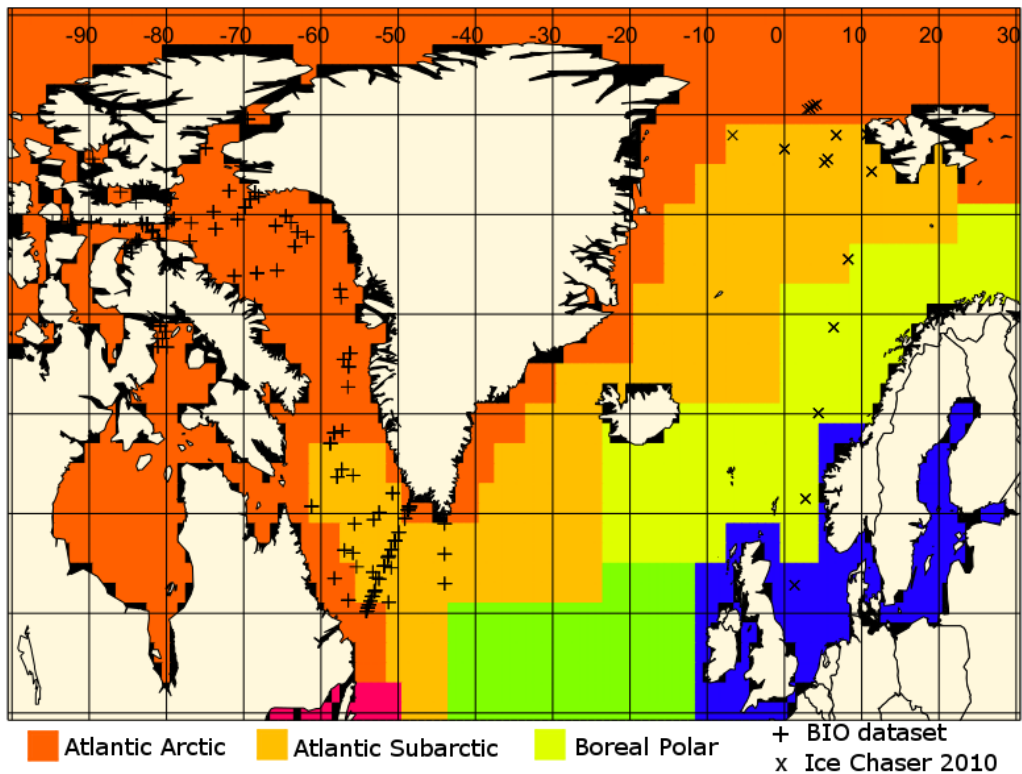 -90 -80 -70 -60 -50 -40 -30 -20 -10 0 10 20 30
Atlantic Arctic
Atlantic Subarctic
Boreal Polar
+ BIO dataset
x Ice Chaser 2010